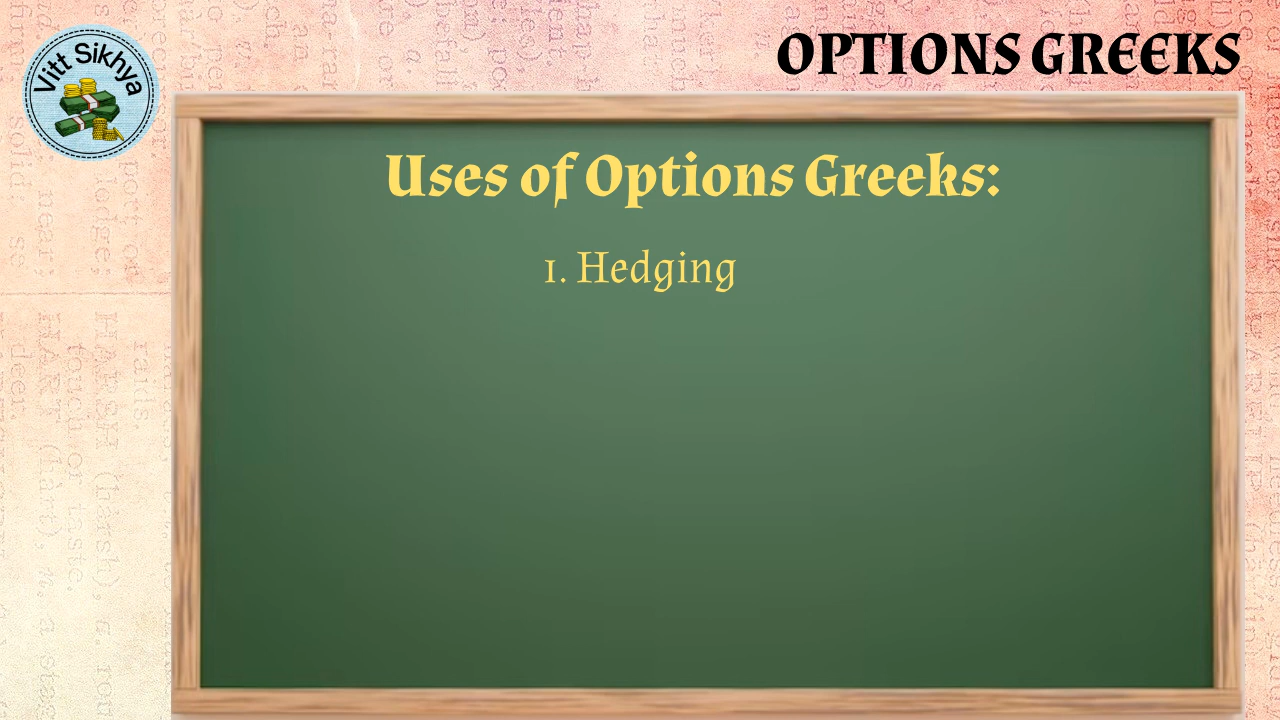 Vitt Sikhya
OPTIONS GREEKS
Uses of Options Greeks:
1. Hedging